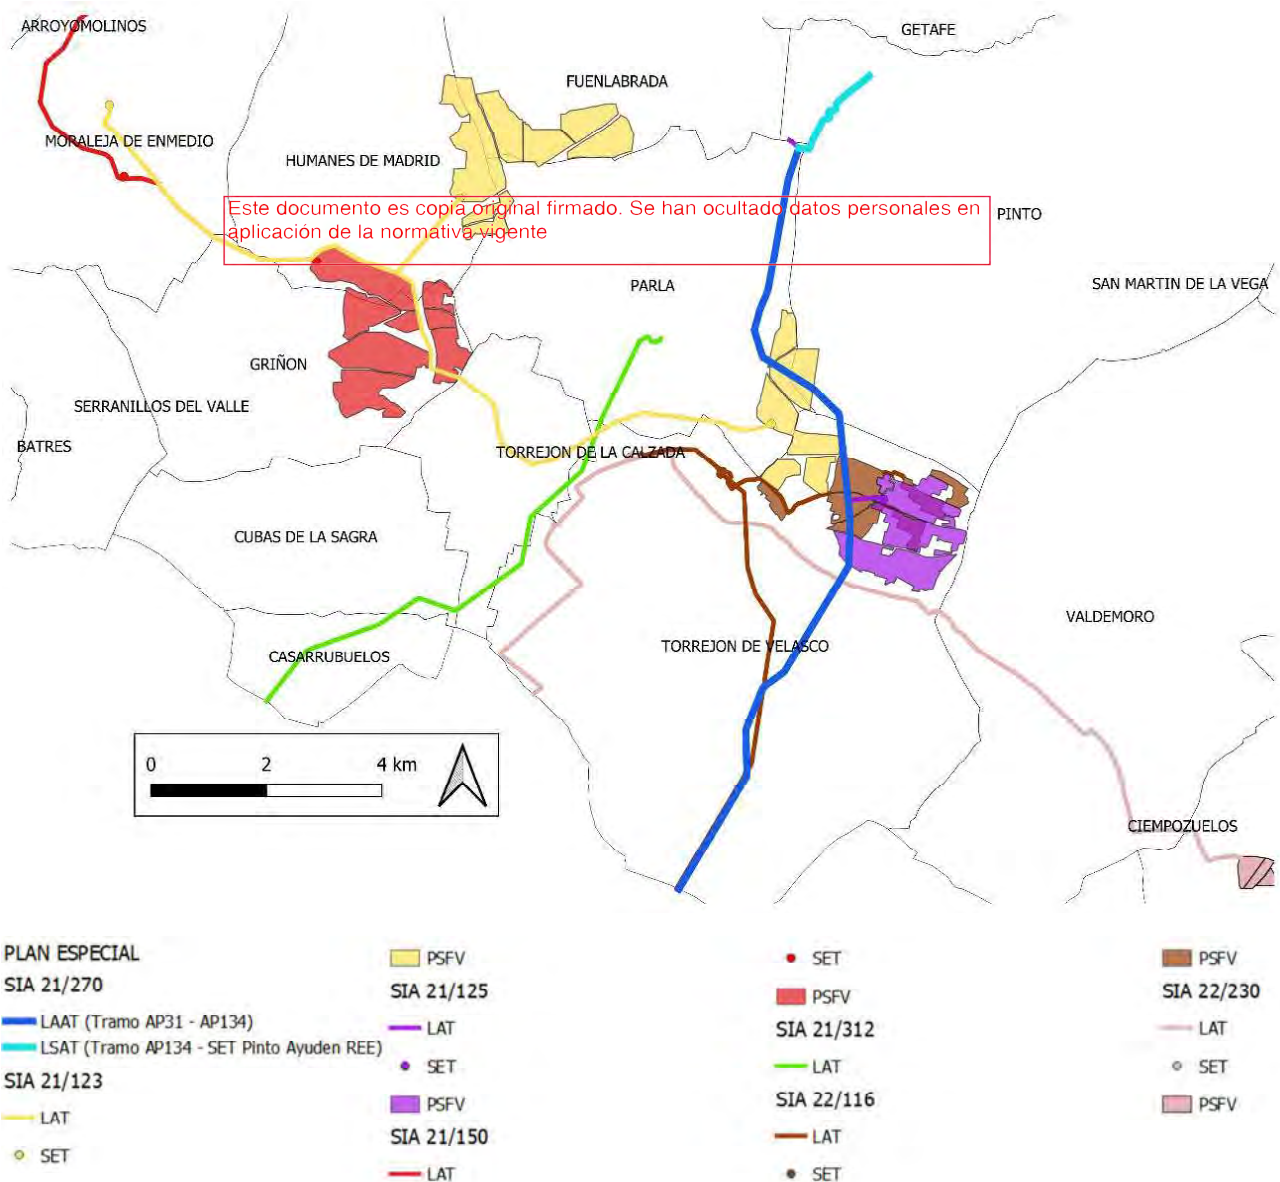 ARROYOMOLINOS
GETAFE
FUENLABRADA
MORALEJA DE ENMEDIO
HUMANES DE MADRID
Este documento es copia original firmado. Se han ocultado datos personales en
aplicación de la normativa vigente
PINTO
PARLA
SAN MARTIN DE LA VEGA
GRIÑON
SERRANILLOS DEL VALLE
BATRES
TORREJON DE LA CALZADA
CUBAS DE LA SAGRA
VALDEMORO
TORREJON DE VELASCO
CASARRUBUELOS
0 2 4 km
CIEMPOZUELOS
PLAN ESPECIAL
SIA 21/270
LAAT (Tramo AP31 - AP134)
LSAT (Tramo AP134 - SET Pinto Ayuden REE)
SIA 21/123
LAT
SET
PSFV
SIA 21/125
LAT
SET
PSFV
SIA 21/150
LAT
SET
PSFV
SIA 21/312
LAT
SIA 22/116
LAT
SET
PSFV
SIA 22/230
LAT
SET
PSFV